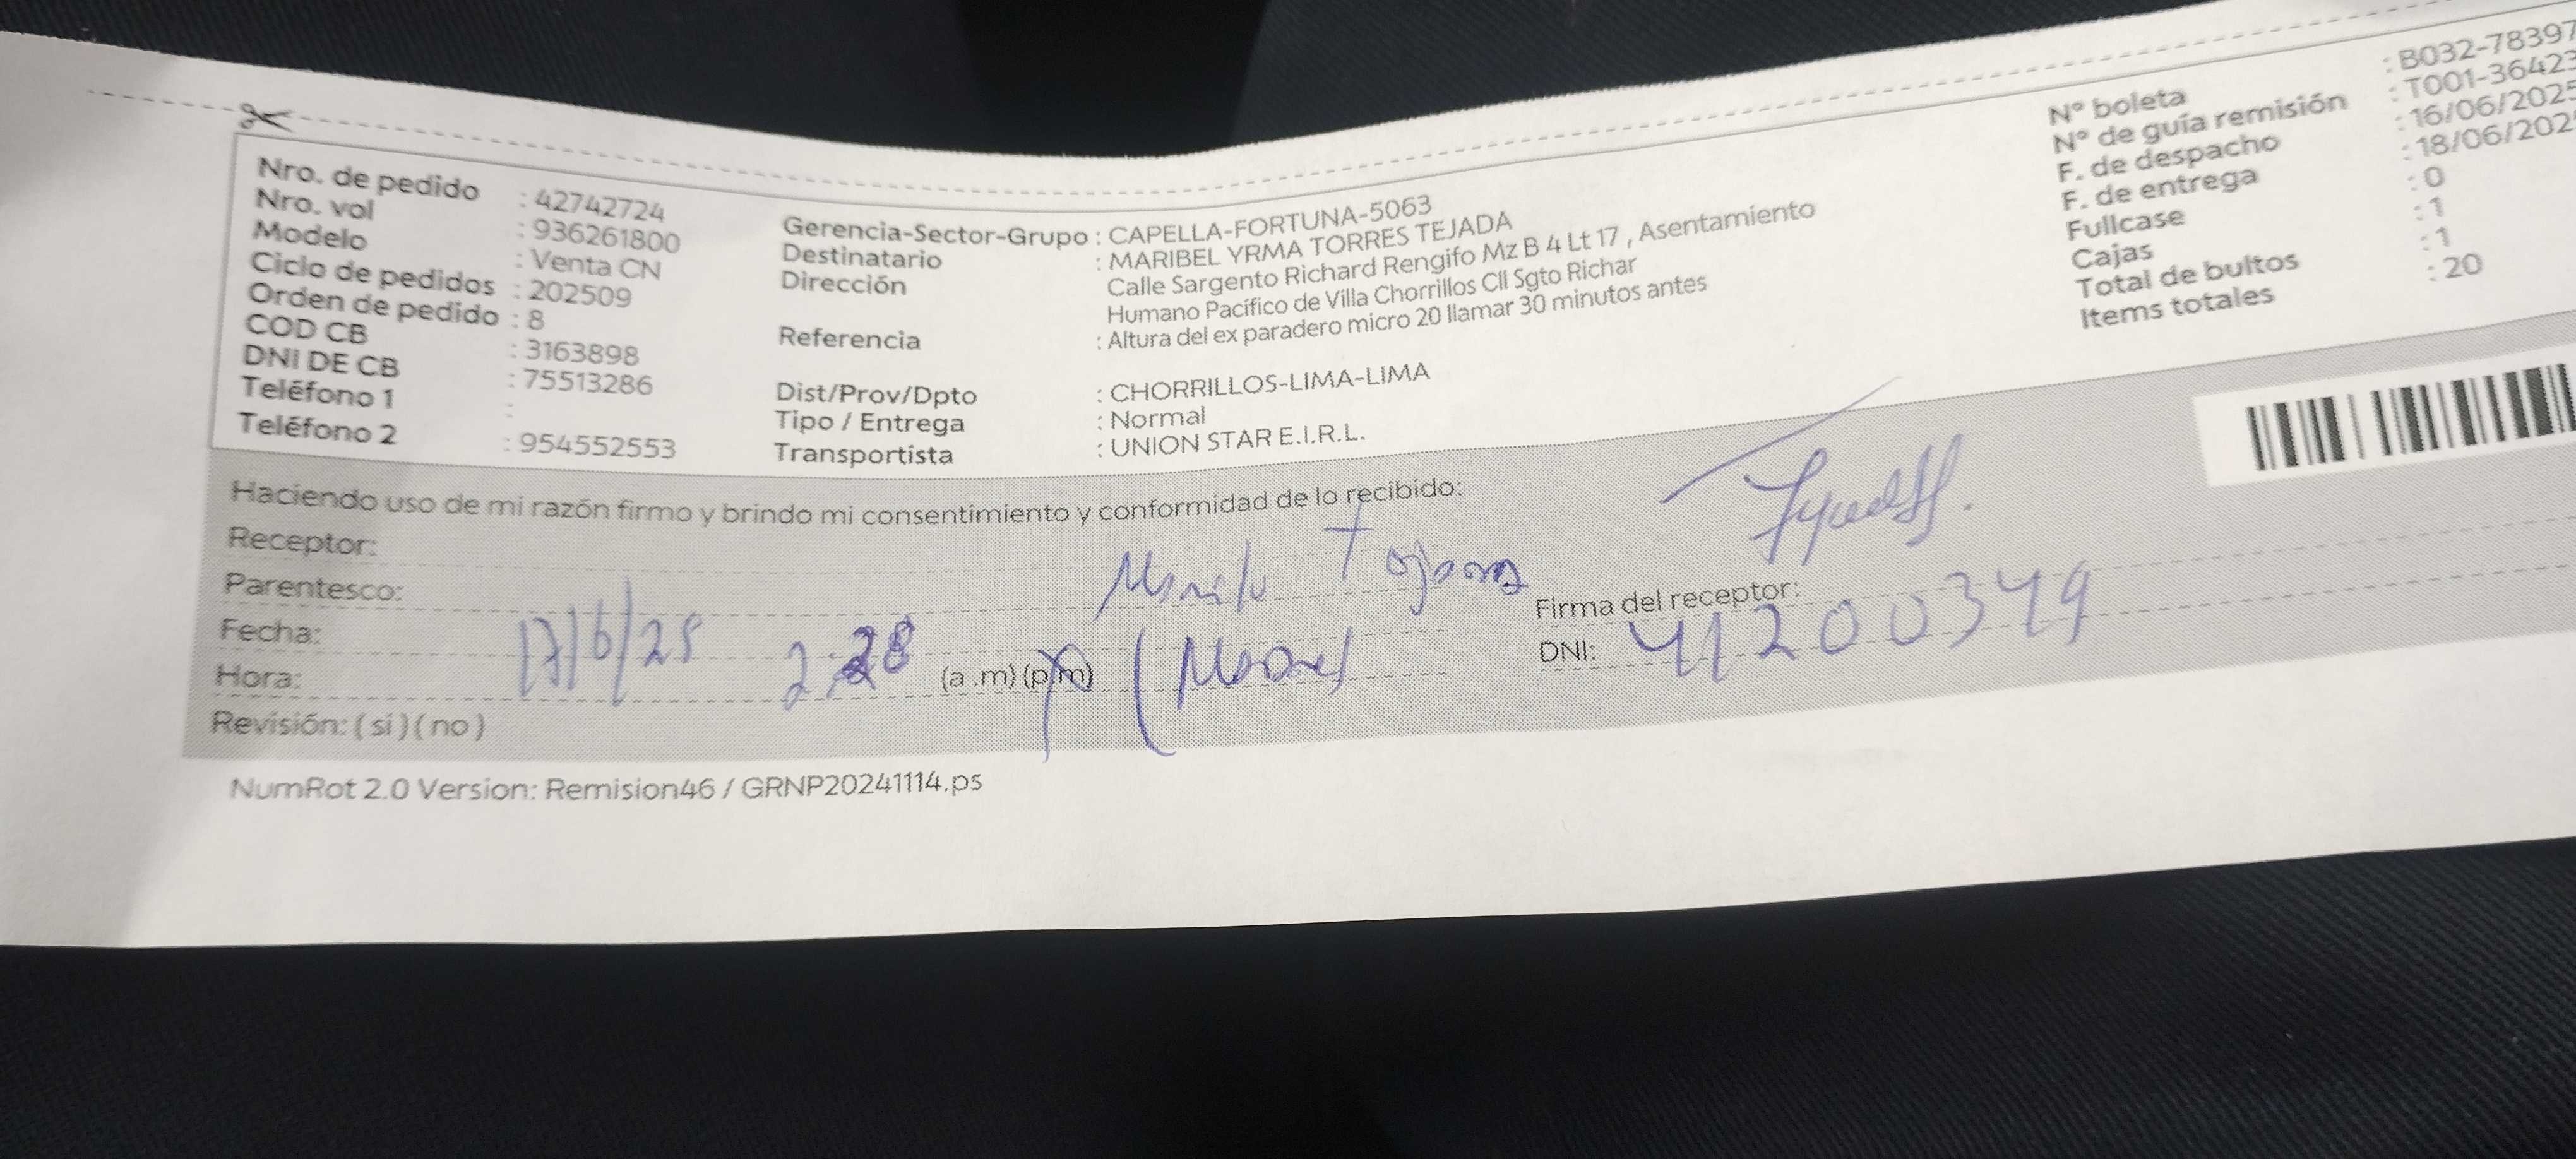 Nro. de pedido : 42742724
Nro. vol : 936261800
Modelo : Venta CN
Ciclo de pedidos : 202509
Orden de pedido : 8
COD CB : 3163898
DNI DE CB : 75513286
Teléfono 1 :
Teléfono 2 : 954552553
Gerencia-Sector-Grupo : CAPELLA-FORTUNA-5063
Destinatario : MARIBEL YRMA TORRES TEJADA
Dirección Calle Sargento Richard Rengifo Mz B 4 Lt 17 , Asentamiento
Humano Pacífico de Villa Chorrillos Cll Sgto Richar
Referencia : Altura del ex paradero micro 20 llamar 30 minutos antes
Dist/Prov/Dpto : CHORRILLOS-LIMA-LIMA
Tipo / Entrega : Normal
Transportista : UNION STAR E.I.R.L.
N° boleta : B032-78397
N° de guía remisión : T001-36423
F. de despacho : 16/06/2025
F. de entrega : 18/06/202
Fullcase : 0
Cajas : 1
Total de bultos : 1
Items totales : 20
Haciendo uso de mi razón firmo y brindo mi consentimiento y conformidad de lo recibido:
Receptor:
Parentesco:
Fecha: 17/6/25
Hora: 2:28 (a .m) (p.m)
Firma del receptor:
DNI: 41200349
Revisión: ( si ) ( no )
NumRot 2.0 Version: Remision46 / GRNP20241114.ps